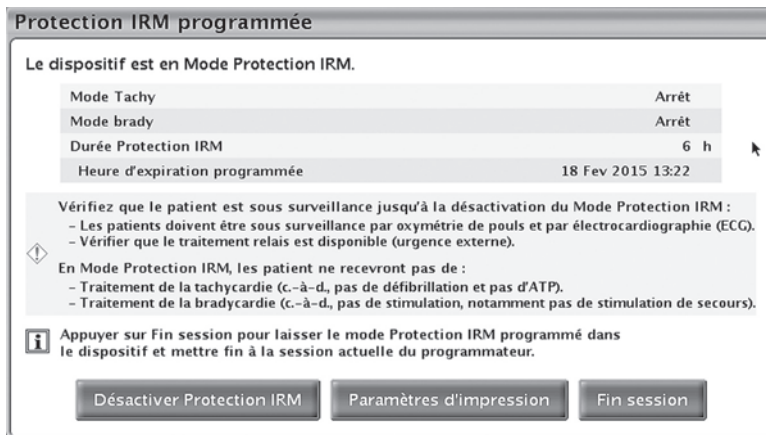 Protection IRM programmée
Le dispositif est en Mode Protection IRM.
Mode Tachy Arrêt
Mode brady Arrêt
Durée Protection IRM 6 h
Heure d'expiration programmée 18 Fev 2015 13:22
Vérifiez que le patient est sous surveillance jusqu'à la désactivation du Mode Protection IRM :
– Les patients doivent être sous surveillance par oxymétrie de pouls et par électrocardiographie (ECG).
– Vérifier que le traitement relais est disponible (urgence externe).
En Mode Protection IRM, les patient ne recevront pas de :
– Traitement de la tachycardie (c.-à-d., pas de défibrillation et pas d'ATP).
– Traitement de la bradycardie (c.-à-d., pas de stimulation, notamment pas de stimulation de secours).
Appuyer sur Fin session pour laisser le mode Protection IRM programmé dans
le dispositif et mettre fin à la session actuelle du programmateur.
Désactiver Protection IRM Paramètres d'impression Fin session